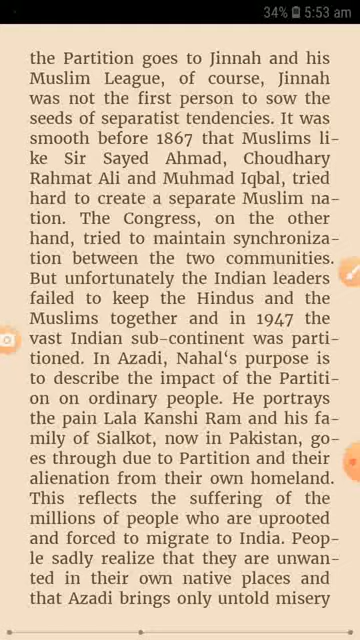 34% 5:53 am
the Partition goes to Jinnah and his
Muslim League, of course, Jinnah
was not the first person to sow the
seeds of separatist tendencies. It was
smooth before 1867 that Muslims li-
ke Sir Sayed Ahmad, Choudhary
Rahmat Ali and Muhmad Iqbal, tried
hard to create a separate Muslim na-
tion. The Congress, on the other
hand, tried to maintain synchroniza-
tion between the two communities.
But unfortunately the Indian leaders
failed to keep the Hindus and the
Muslims together and in 1947 the
vast Indian sub-continent was parti-
tioned. In Azadi, Nahal‘s purpose is
to describe the impact of the Partiti-
on on ordinary people. He portrays
the pain Lala Kanshi Ram and his fa-
mily of Sialkot, now in Pakistan, go-
es through due to Partition and their
alienation from their own homeland.
This reflects the suffering of the
millions of people who are uprooted
and forced to migrate to India. Peop-
le sadly realize that they are unwan-
ted in their own native places and
that Azadi brings only untold misery